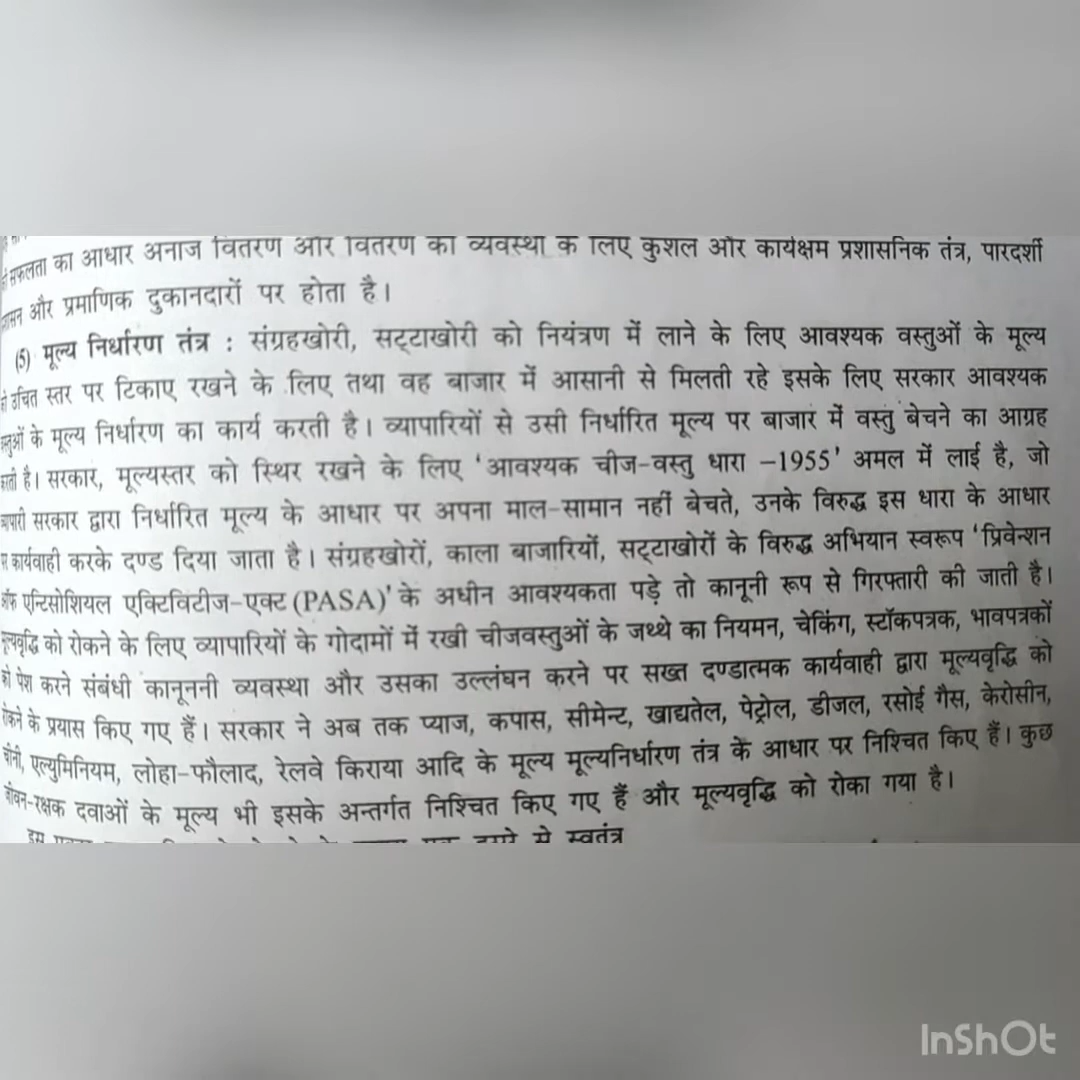 सफलता का आधार अनाज वितरण और वितरण की व्यवस्था के लिए कुशल और कार्यक्षम प्रशासनिक तंत्र, पारदर्शी
और प्रमाणिक दुकानदारों पर होता है।
(5) मूल्य निर्धारण तंत्र : संग्रहखोरी, सट्टाखोरी को नियंत्रण में लाने के लिए आवश्यक वस्तुओं के मूल्य
उचित स्तर पर टिकाए रखने के लिए तथा वह बाजार में आसानी से मिलती रहे इसके लिए सरकार आवश्यक
के मूल्य निर्धारण का कार्य करती है। व्यापारियों से उसी निर्धारित मूल्य पर बाजार में वस्तु बेचने का आग्रह
है। सरकार, मूल्यस्तर को स्थिर रखने के लिए 'आवश्यक चीज-वस्तु धारा -1955' अमल में लाई है, जो
सरकार द्वारा निर्धारित मूल्य के आधार पर अपना माल-सामान नहीं बेचते, उनके विरुद्ध इस धारा के आधार
कार्यवाही करके दण्ड दिया जाता है। संग्रहखोरों, काला बाजारियों, सट्टाखोरों के विरुद्ध अभियान स्वरूप 'प्रिवेन्शन
एन्टिसोशियल एक्टिविटीज-एक्ट (PASA)' के अधीन आवश्यकता पड़े तो कानूनी रूप से गिरफ्तारी की जाती है।
को रोकने के लिए व्यापारियों के गोदामों में रखी चीजवस्तुओं के जथ्थे का नियमन, चेकिंग, स्टॉकपत्रक, भावपत्रकों
पेश करने संबंधी कानूननी व्यवस्था और उसका उल्लंघन करने पर सख्त दण्डात्मक कार्यवाही द्वारा मूल्यवृद्धि को
रोकने के प्रयास किए गए हैं। सरकार ने अब तक प्याज, कपास, सीमेन्ट, खाद्यतेल, पेट्रोल, डीजल, रसोई गैस, केरोसीन,
चीनी, एल्युमिनियम, लोहा-फौलाद, रेलवे किराया आदि के मूल्य मूल्यनिर्धारण तंत्र के आधार पर निश्चित किए हैं। कुछ
जीवन-रक्षक दवाओं के मूल्य भी इसके अन्तर्गत निश्चित किए गए हैं और मूल्यवृद्धि को रोका गया है।
से स्वतंत्र
InShOt